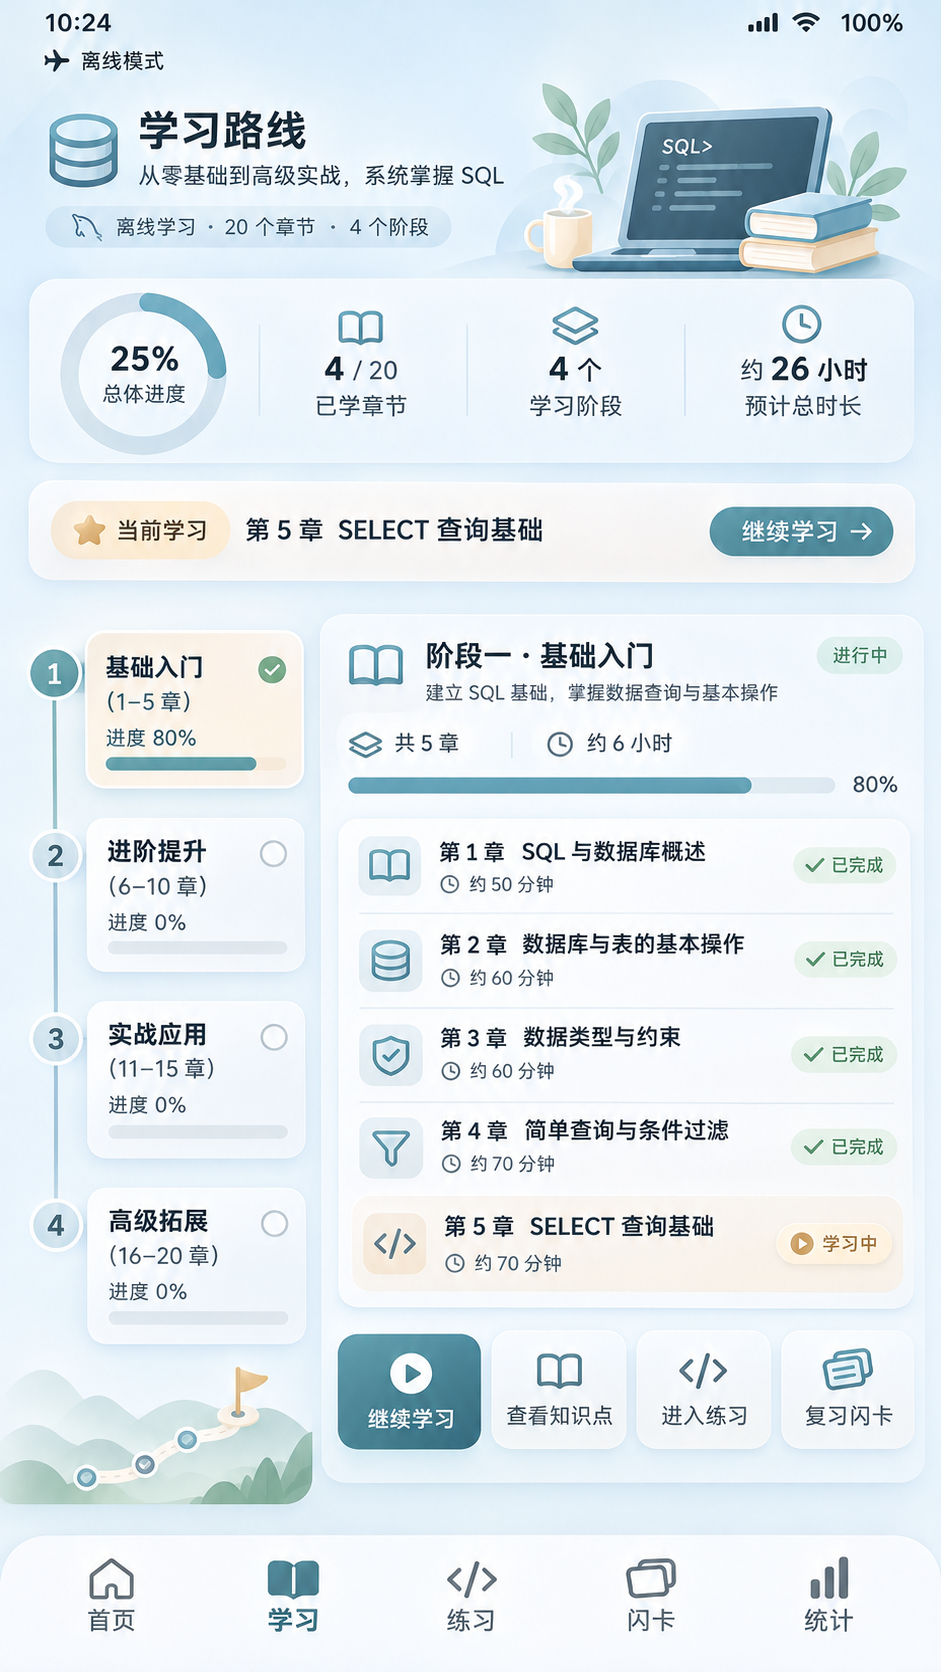 10:24
100%
离线模式
学习路线
从零基础到高级实战，系统掌握 SQL
离线学习 · 20 个章节 · 4 个阶段
SQL>
25%
总体进度
4 / 20
已学章节
4 个
学习阶段
约 26 小时
预计总时长
当前学习
第 5 章 SELECT 查询基础
继续学习 →
1
基础入门
(1–5 章)
进度 80%
2
进阶提升
(6–10 章)
进度 0%
3
实战应用
(11–15 章)
进度 0%
4
高级拓展
(16–20 章)
进度 0%
阶段一 · 基础入门
进行中
建立 SQL 基础，掌握数据查询与基本操作
共 5 章
约 6 小时
80%
第 1 章 SQL 与数据库概述
约 50 分钟
已完成
第 2 章 数据库与表的基本操作
约 60 分钟
已完成
第 3 章 数据类型与约束
约 60 分钟
已完成
第 4 章 简单查询与条件过滤
约 70 分钟
已完成
第 5 章 SELECT 查询基础
约 70 分钟
学习中
继续学习
查看知识点
进入练习
复习闪卡
首页
学习
练习
闪卡
统计